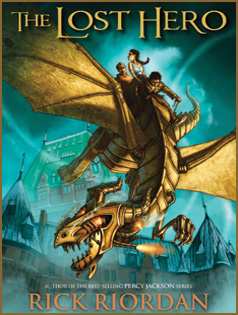 THE LOST HERO
AUTHOR OF THE BEST-SELLING PERCY JACKSON SERIES
RICK RIORDAN